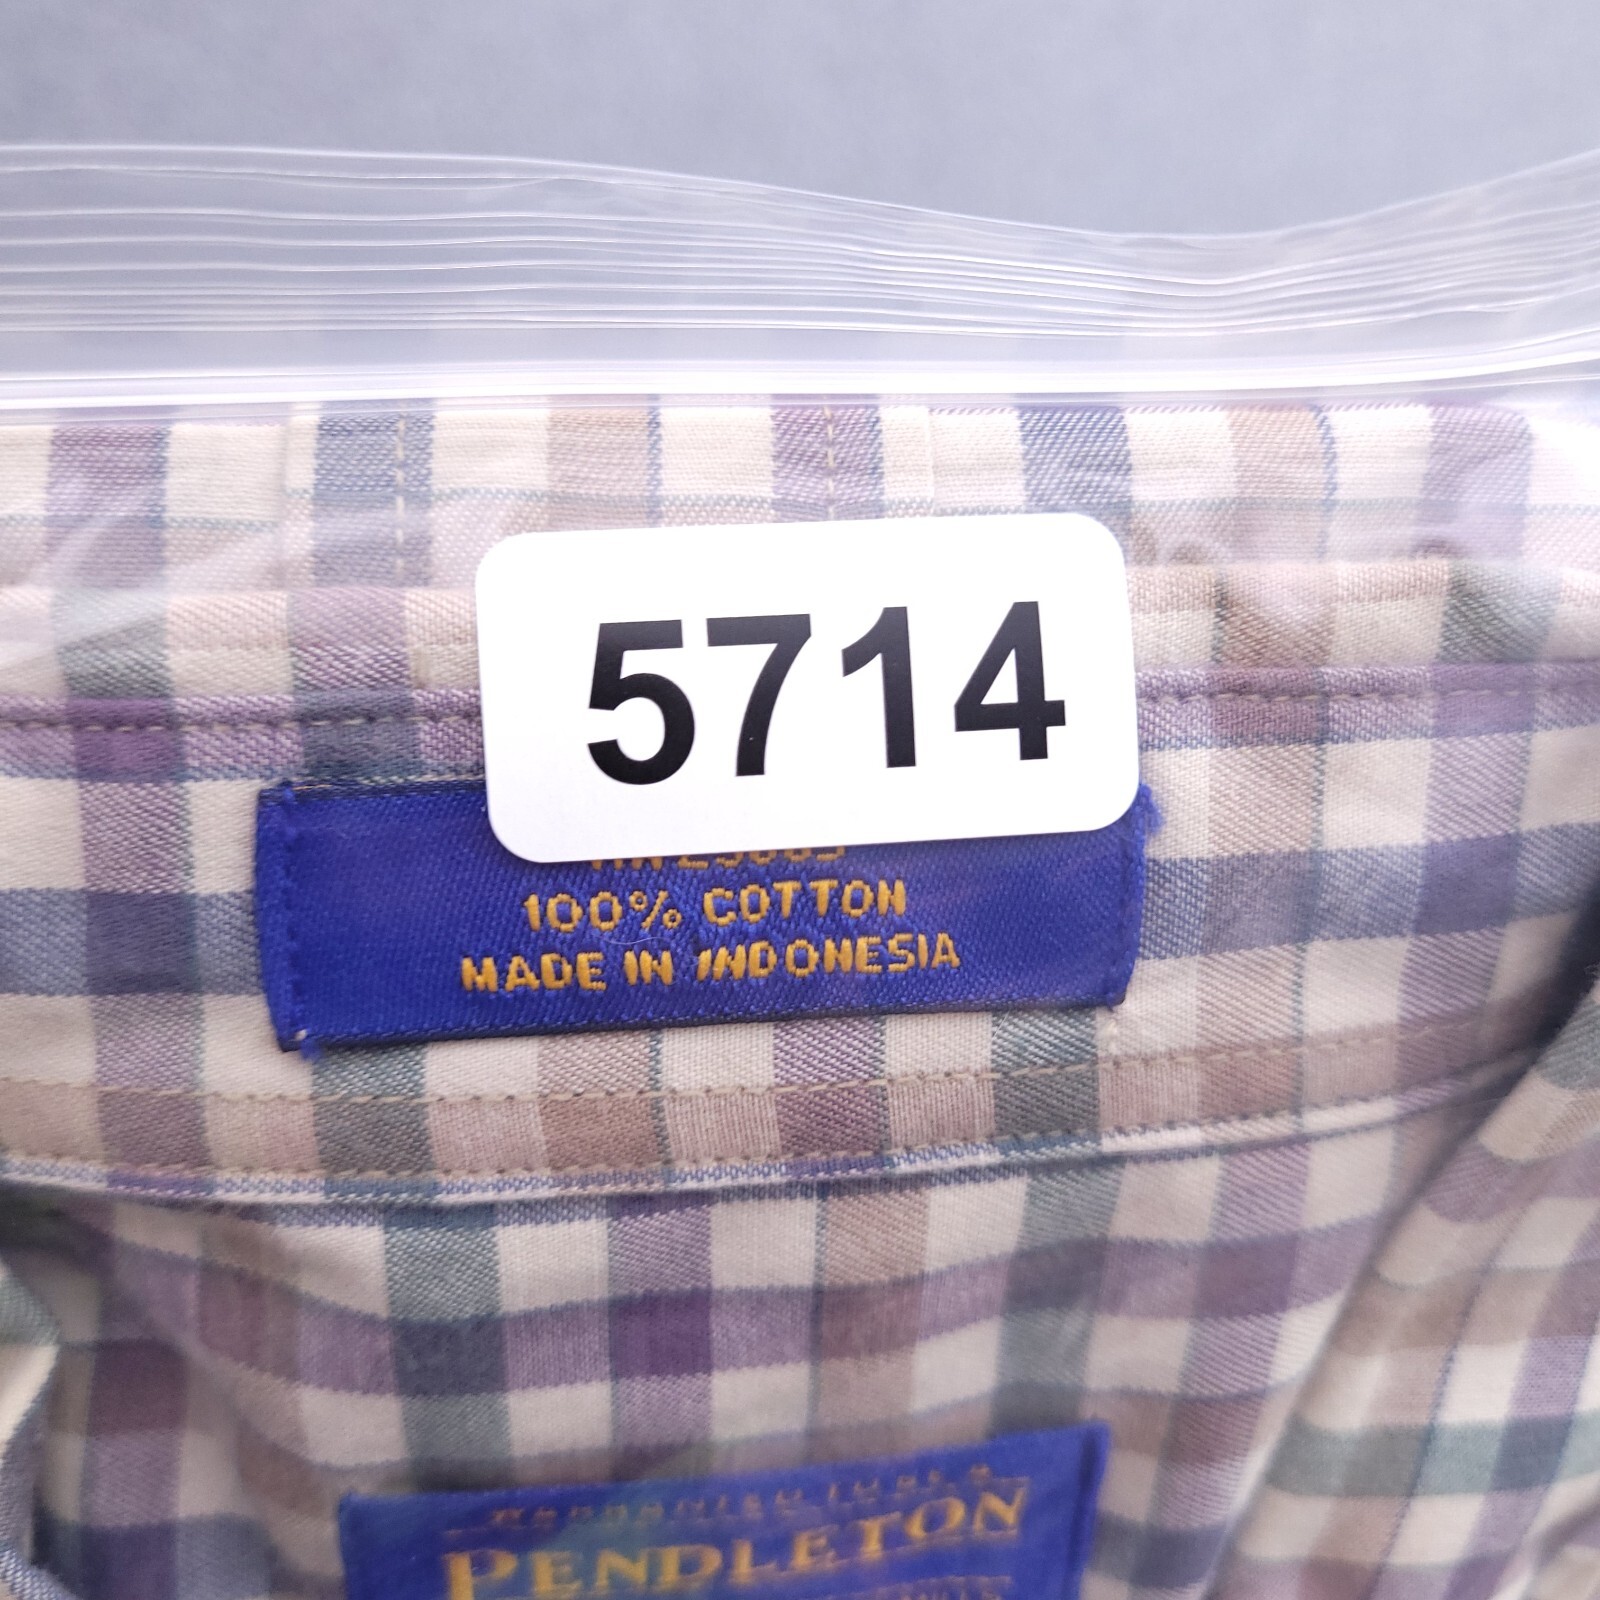 5714
100% COTTON
MADE IN INDONESIA
PENDLETON